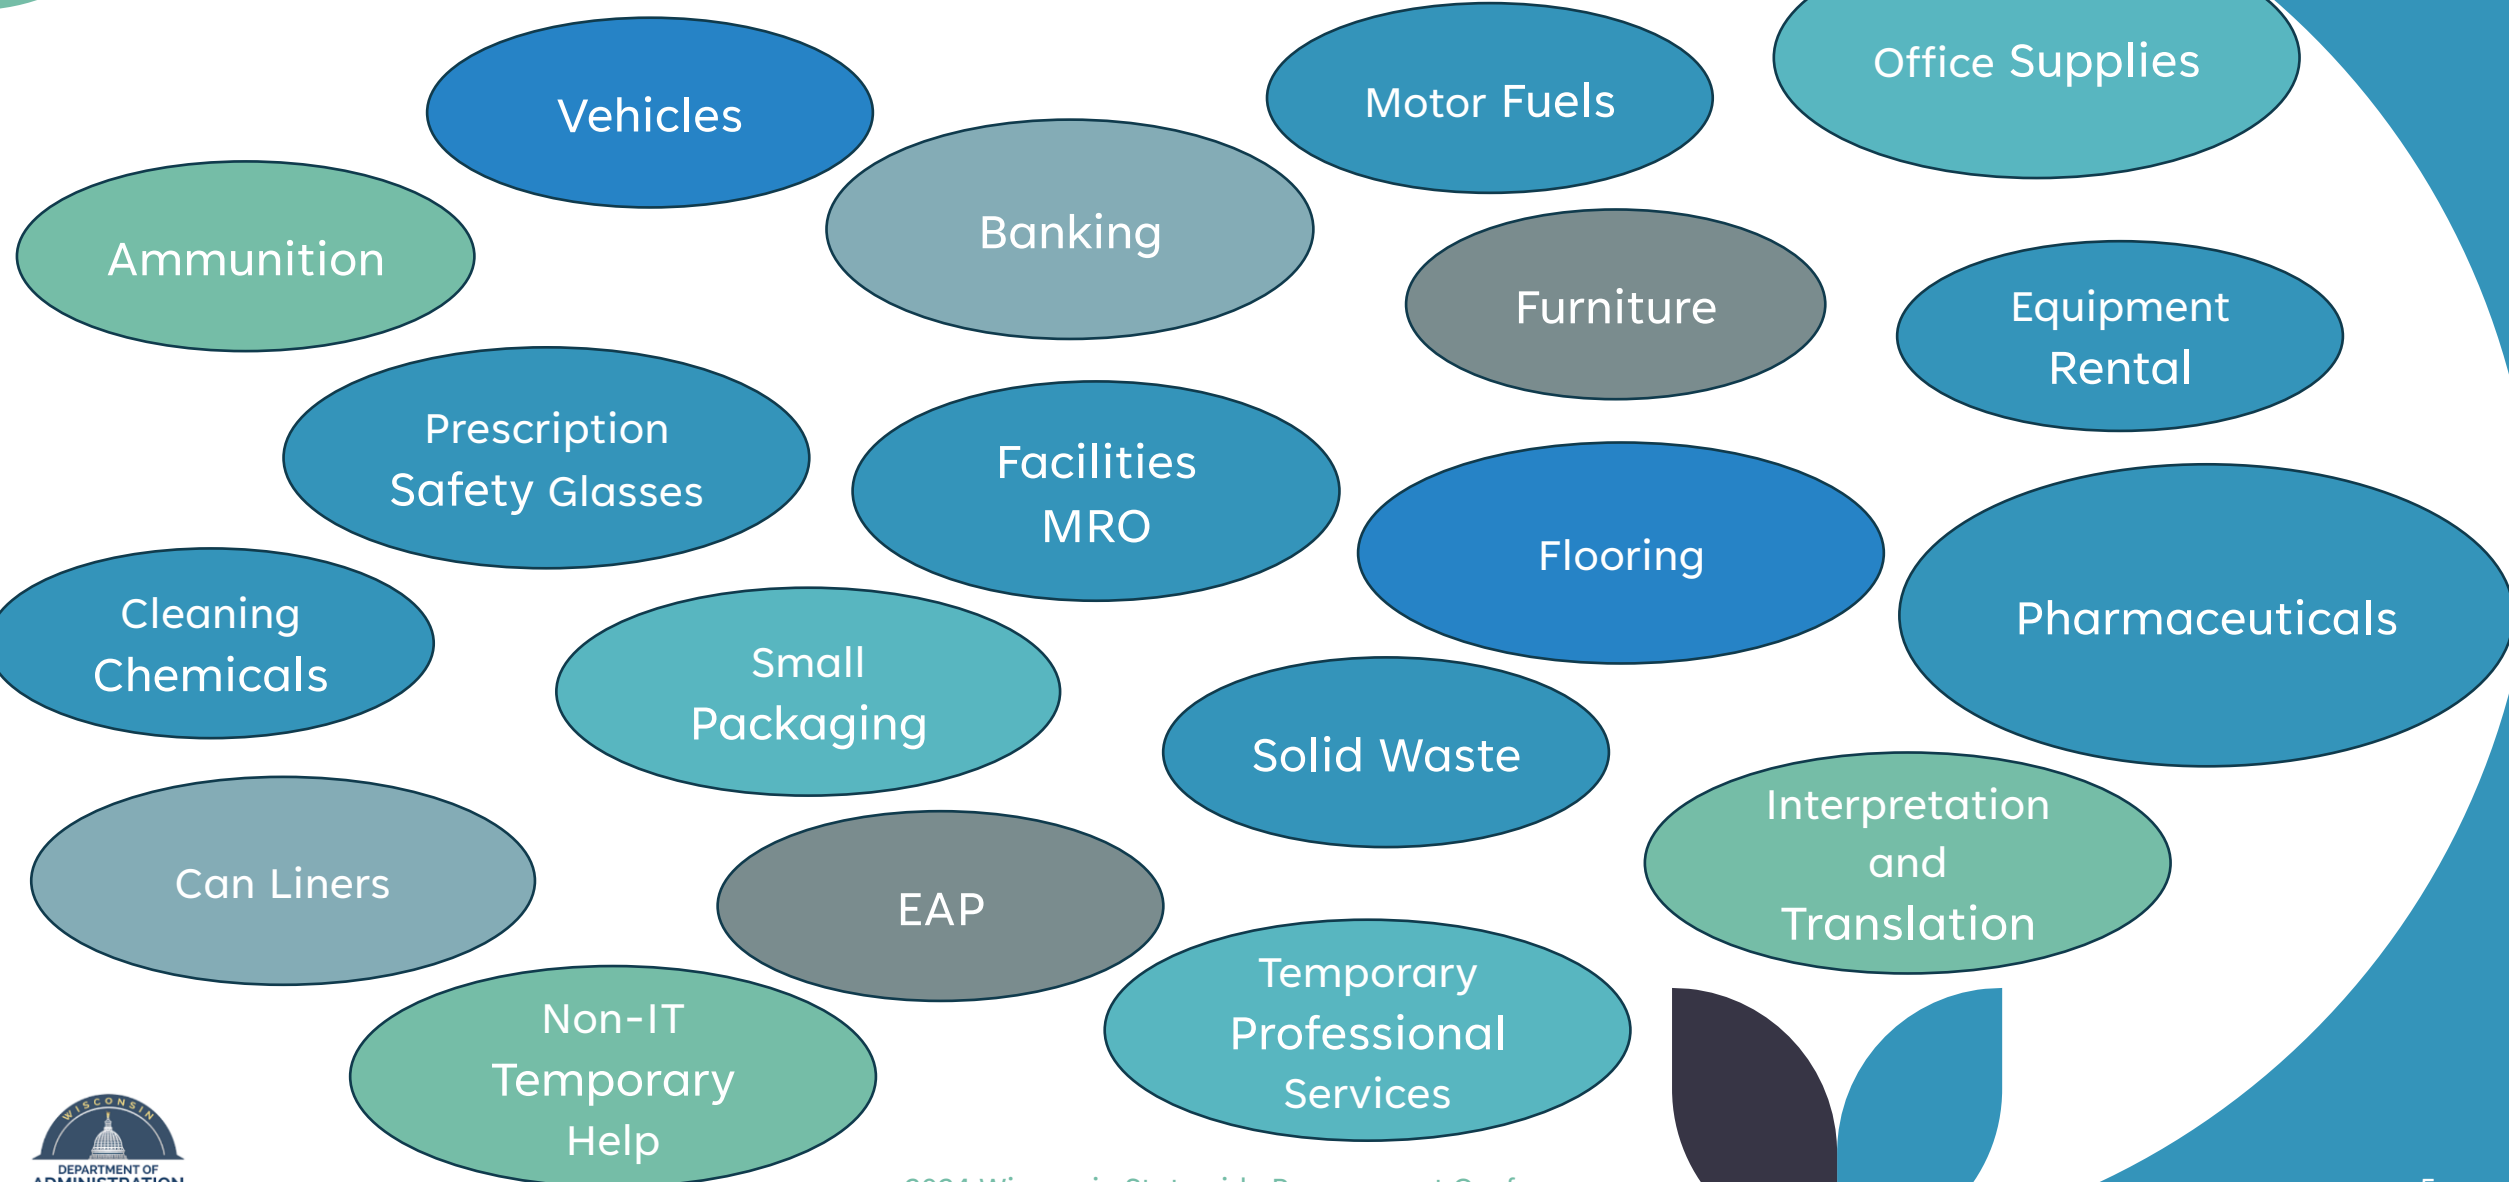 Vehicles
Motor Fuels
Office Supplies
Ammunition
Banking
Furniture
Equipment
Rental
Prescription
Safety Glasses
Facilities
MRO
Flooring
Pharmaceuticals
Cleaning
Chemicals
Small
Packaging
Solid Waste
Interpretation
and
Translation
Can Liners
EAP
Temporary
Professional
Services
Non-IT
Temporary
Help
WISCONSIN
DEPARTMENT OF
ADMINISTRATION